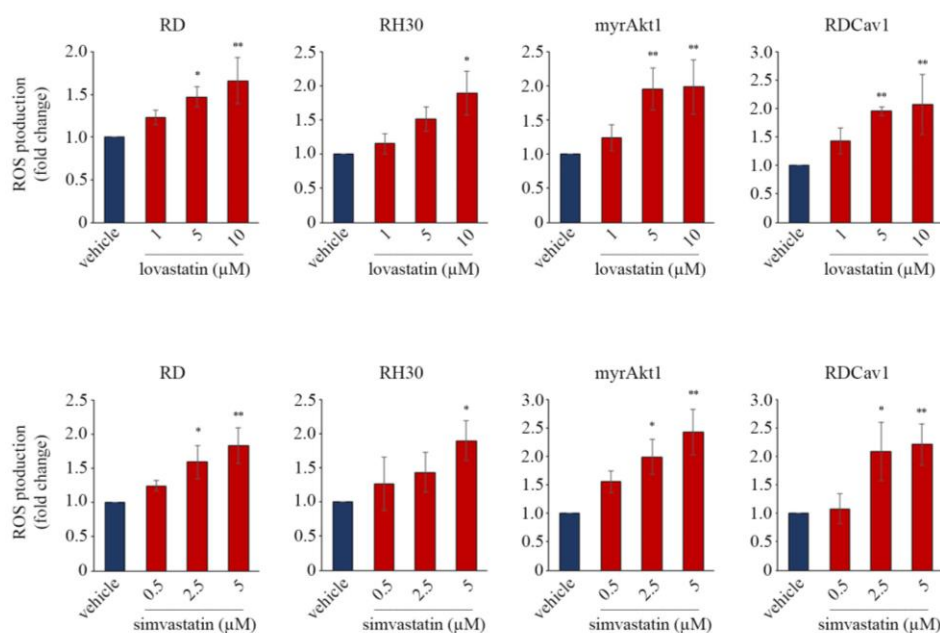 RD RH30 myrAkt1 RDCav1
ROS ptoduction
(fold change)
2.0 2.5 2.5 3.0
1.5 2.0 2.0 2.5
1.0 1.5 1.5 2.0
0.5 1.0 1.0 1.5
0 0.5 0.5 1.0
0 0 0.5
0
* ** * ** ** ** **
vehicle 1 5 10 vehicle 1 5 10 vehicle 1 5 10 vehicle 1 5 10
lovastatin (µM) lovastatin (µM) lovastatin (µM) lovastatin (µM)
RD RH30 myrAkt1 RDCav1
ROS ptoduction
(fold change)
2.5 2.5 3.0 3.0
2.0 2.0 2.5 2.5
1.5 1.5 2.0 2.0
1.0 1.0 1.5 1.5
0.5 0.5 1.0 1.0
0 0 0.5 0.5
0 0
* ** * * ** * **
vehicle 0.5 2.5 5 vehicle 0.5 2.5 5 vehicle 0.5 2.5 5 vehicle 0.5 2.5 5
simvastatin (µM) simvastatin (µM) simvastatin (µM) simvastatin (µM)